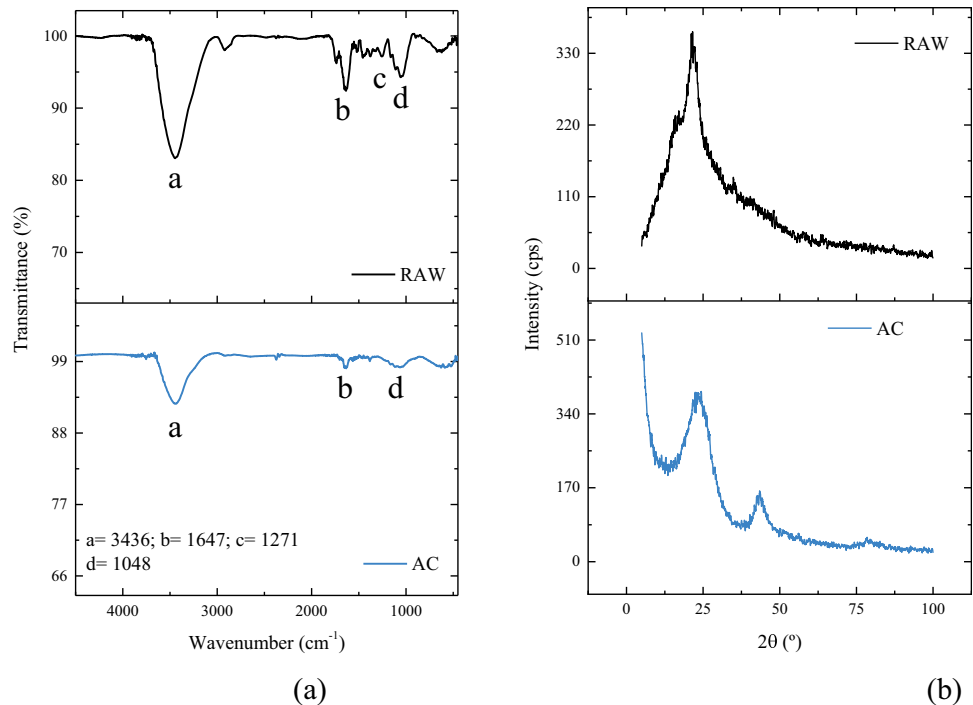 100
90
80
70
Transmittance (%)
a
b
c
d
RAW
99
88
77
66
a
b
d
a= 3436; b= 1647; c= 1271
d= 1048
AC
4000
3000
2000
1000
Wavenumber (cm⁻¹)
(a)
330
220
110
0
Intensity (cps)
RAW
510
340
170
0
AC
0
25
50
75
100
2θ (º)
(b)